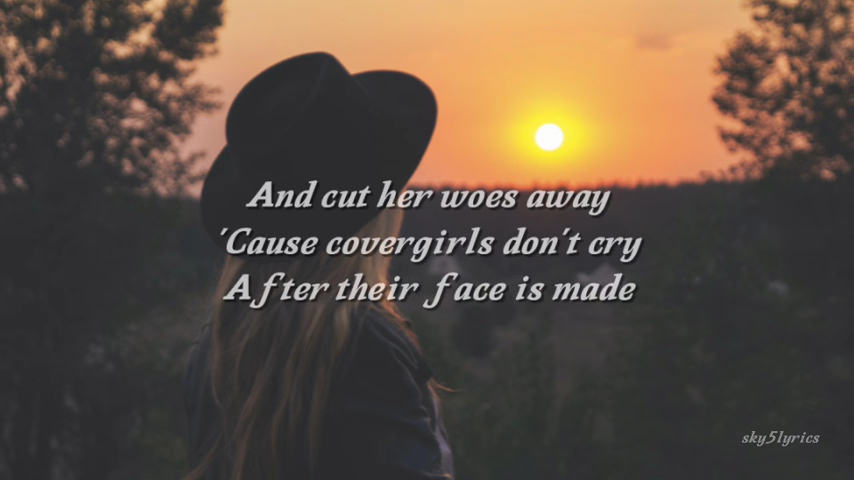 And cut her woes away
'Cause covergirls don't cry
After their face is made
sky5lyrics